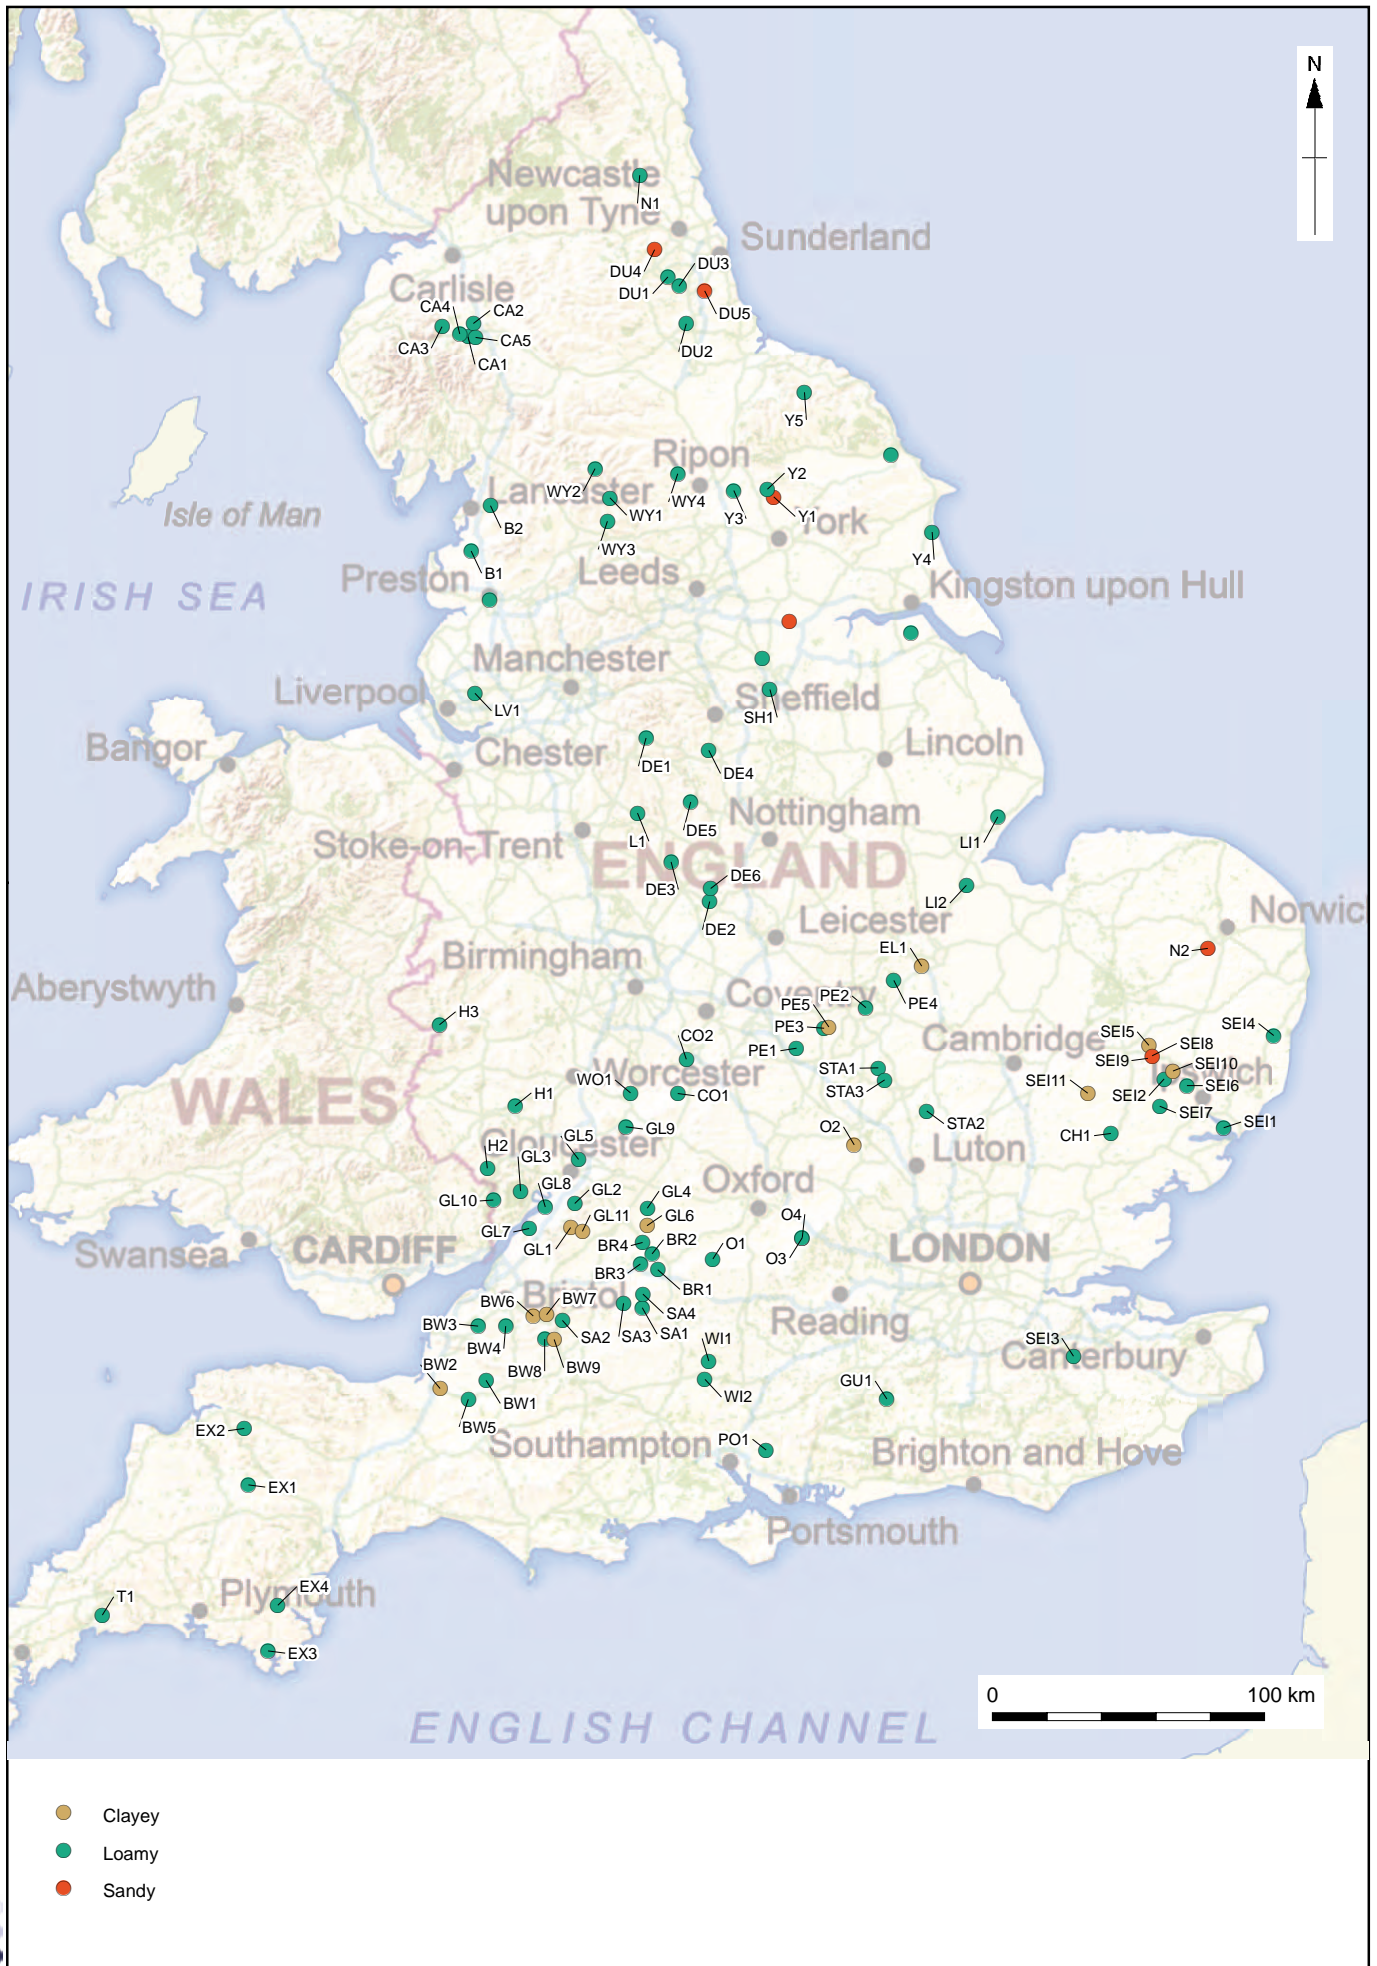 N
Newcastle
upon Tyne
N1
Sunderland
DU4
DU3
DU1
DU5
Carlisle
CA4
CA2
CA3
CA5
CA1
DU2
Y5
Ripon
WY2
Lancaster
WY4
Y2
Y3
Y1
WY1
York
Isle of Man
B2
WY3
Y4
B1
Preston
Leeds
Kingston upon Hull
IRISH SEA
Manchester
Liverpool
LV1
Sheffield
SH1
Bangor
Chester
DE1
DE4
Lincoln
DE5
L1
Nottingham
Stoke-on-Trent
LI1
ENGLAND
DE3
DE6
DE2
LI2
Leicester
Norwic
EL1
N2
Birmingham
Aberystwyth
Coventry
PE2
PE4
PE5
PE3
H3
CO2
PE1
Cambridge
SEI5
SEI4
SEI8
SEI9
SEI10
Ipswich
STA1
STA3
SEI11
SEI2
SEI6
Worcester
WO1
CO1
WALES
H1
SEI7
SEI1
STA2
CH1
GL9
O2
Gloucester
GL5
Luton
H2
GL3
Oxford
GL8
GL2
GL4
GL10
GL11
GL6
O4
GL7
GL1
BR4
BR2
O1
O3
Swansea
CARDIFF
LONDON
BR3
BR1
Bristol
BW6
BW7
SA4
BW3
BW4
SA2
SA3
SA1
Reading
WI1
SEI3
Canterbury
BW2
BW8
BW9
GU1
BW1
WI2
BW5
EX2
Southampton
PO1
Brighton and Hove
EX1
Portsmouth
Plymouth
EX4
T1
EX3
0 100 km
ENGLISH CHANNEL
Clayey
Loamy
Sandy